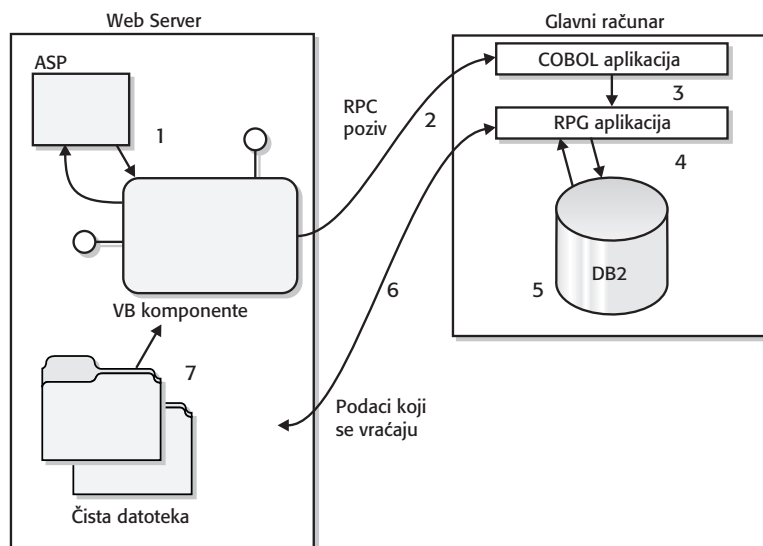 Web Server
Glavni računar
ASP
1
COBOL aplikacija
RPC
poziv
2
3
RPG aplikacija
4
DB2
5
6
VB komponente
7
Podaci koji
se vraćaju
Čista datoteka